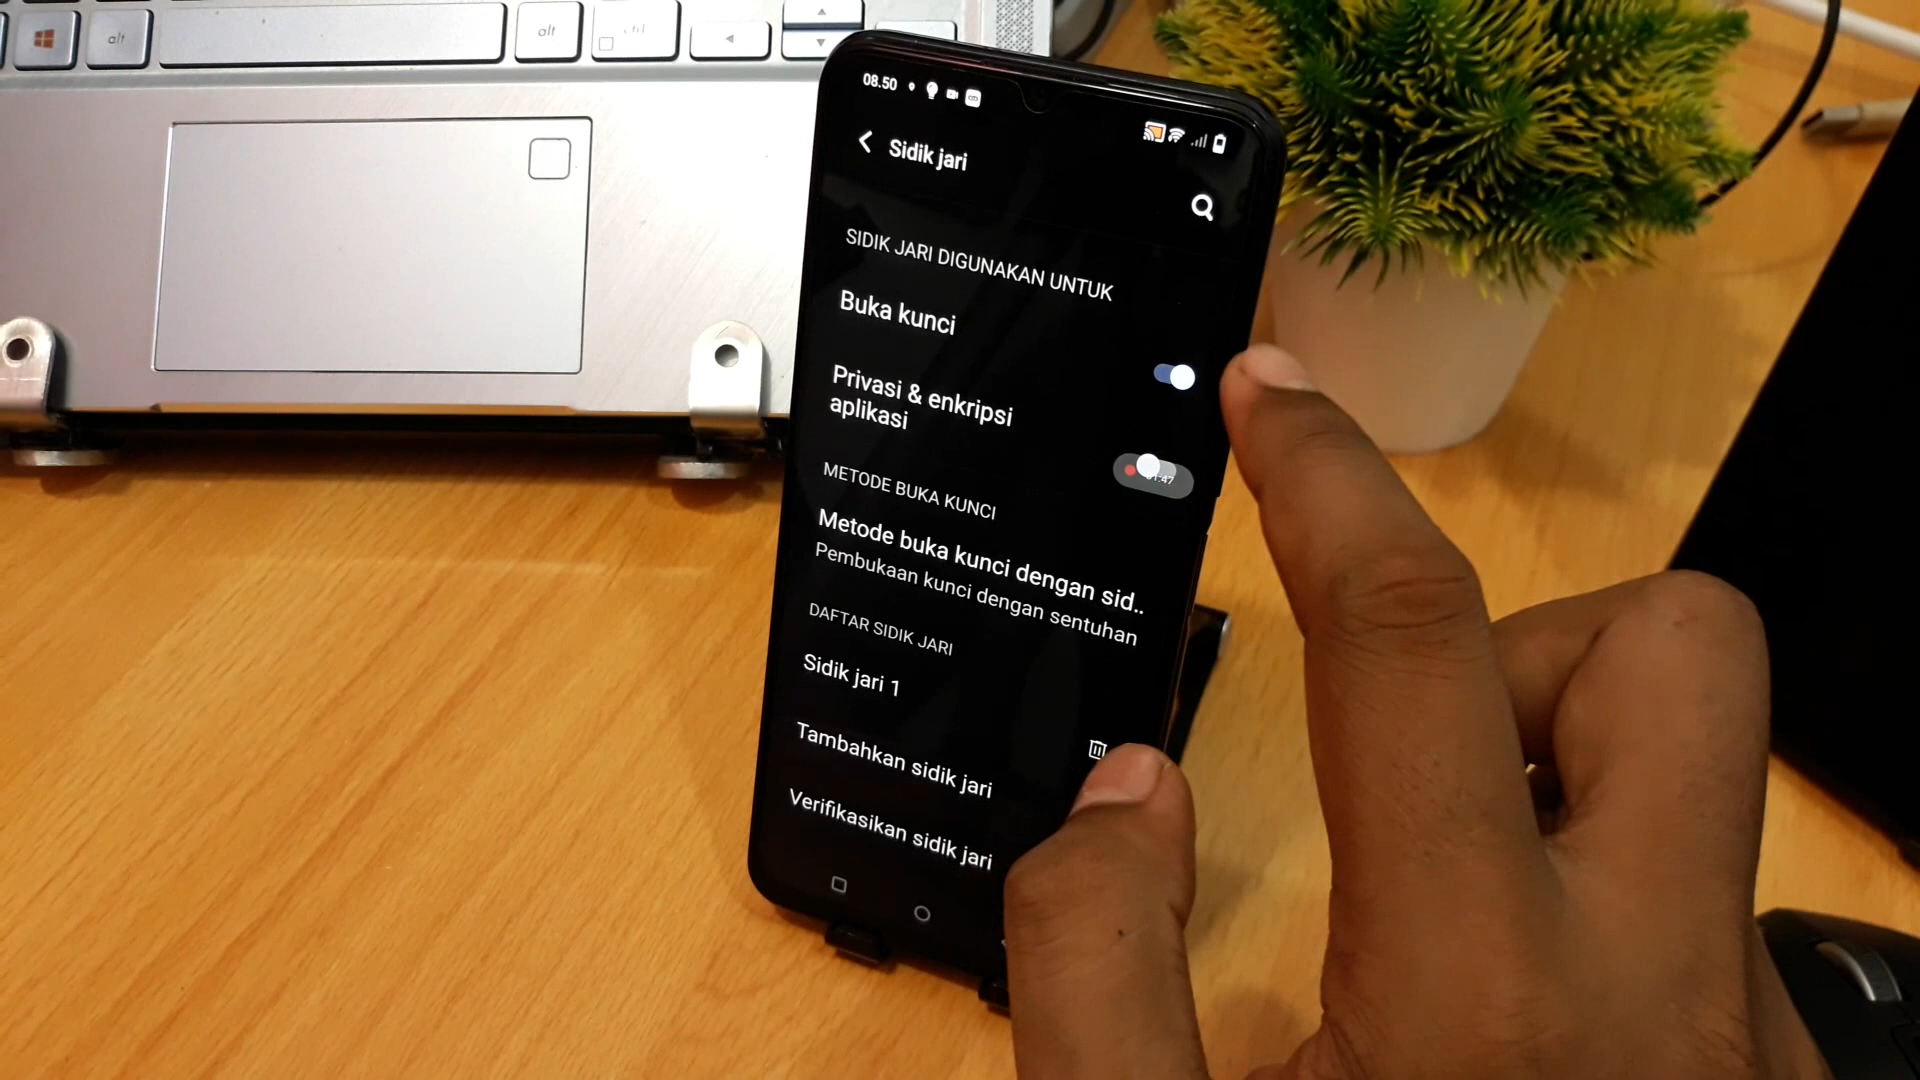 alt
alt
ctrl
08.50
Sidik jari
SIDIK JARI DIGUNAKAN UNTUK
Buka kunci
Privasi & enkripsi
aplikasi
METODE BUKA KUNCI
Metode buka kunci dengan sid..
Pembukaan kunci dengan sentuhan
DAFTAR SIDIK JARI
Sidik jari 1
Tambahkan sidik jari
Verifikasikan sidik jari